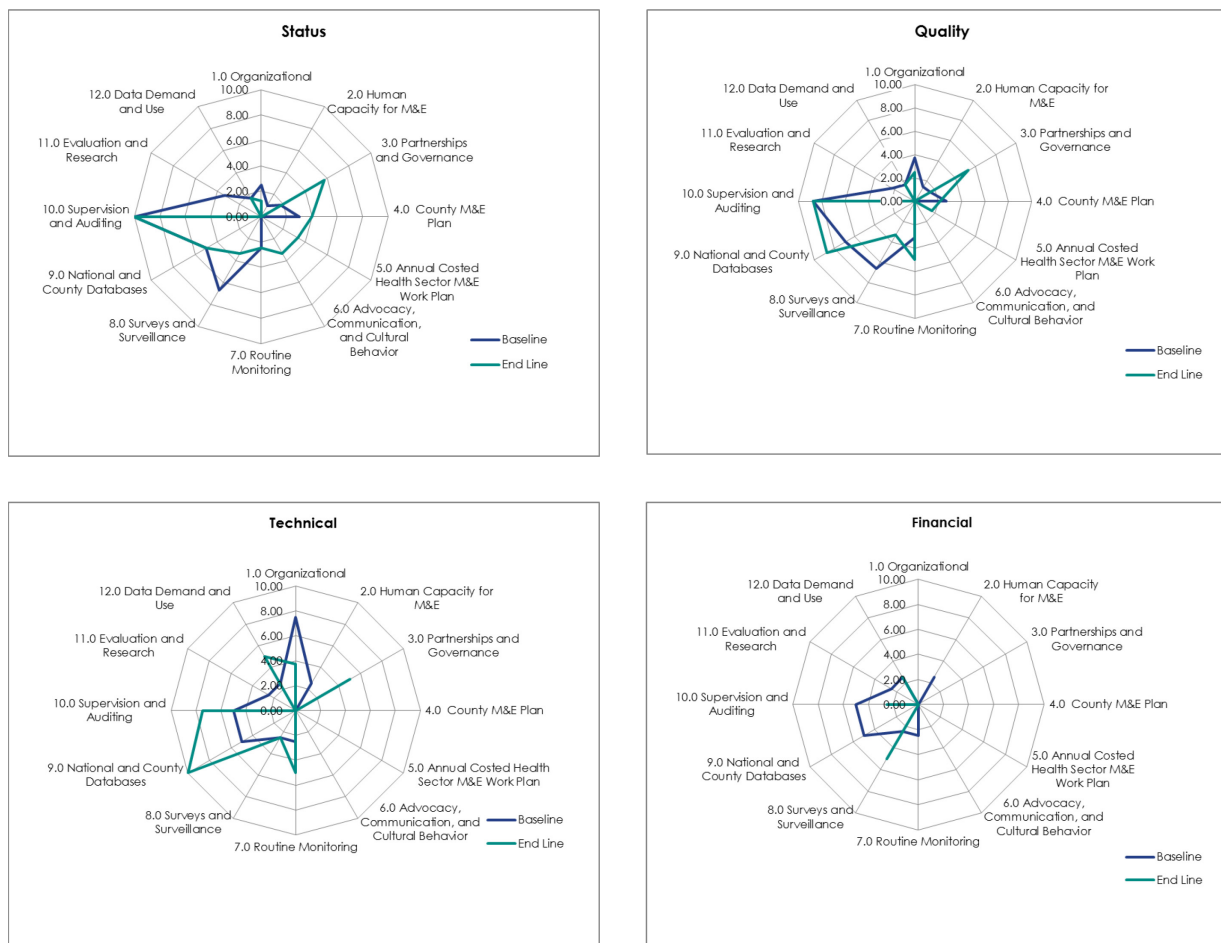 Status
1.0 Organizational
10.00
8.00
6.00
4.00
2.00
0.00
2.0 Human
Capacity for
M&E
3.0 Partnerships
and Governance
4.0 County M&E
Plan
5.0 Annual Costed
Health Sector M&E
Work Plan
6.0 Advocacy,
Communication,
and Cultural
Behavior
7.0 Routine
Monitoring
8.0 Surveys and
Surveillance
9.0 National and
County Databases
10.0 Supervision
and Auditing
11.0 Evaluation and
Research
12.0 Data Demand
and Use
Baseline
End Line
Quality
1.0 Organizational
10.00
8.00
6.00
4.00
2.00
0.00
2.0 Human Capacity for
M&E
3.0 Partnerships and
Governance
4.0 County M&E Plan
5.0 Annual Costed
Health Sector M&E Work
Plan
6.0 Advocacy,
Communication, and
Cultural Behavior
7.0 Routine Monitoring
8.0 Surveys and
Surveillance
9.0 National and County
Databases
10.0 Supervision and
Auditing
11.0 Evaluation and
Research
12.0 Data Demand and
Use
Baseline
End Line
Technical
1.0 Organizational
10.00
8.00
6.00
4.00
2.00
0.00
2.0 Human Capacity for
M&E
3.0 Partnerships and
Governance
4.0 County M&E Plan
5.0 Annual Costed Health
Sector M&E Work Plan
6.0 Advocacy,
Communication, and
Cultural Behavior
7.0 Routine Monitoring
8.0 Surveys and
Surveillance
9.0 National and County
Databases
10.0 Supervision and
Auditing
11.0 Evaluation and
Research
12.0 Data Demand and
Use
Baseline
End Line
Financial
1.0 Organizational
10.00
8.00
6.00
4.00
2.00
0.00
2.0 Human Capacity
for M&E
3.0 Partnerships and
Governance
4.0 County M&E Plan
5.0 Annual Costed
Health Sector M&E
Work Plan
6.0 Advocacy,
Communication, and
Cultural Behavior
7.0 Routine Monitoring
8.0 Surveys and
Surveillance
9.0 National and
County Databases
10.0 Supervision and
Auditing
11.0 Evaluation and
Research
12.0 Data Demand
and Use
Baseline
End Line